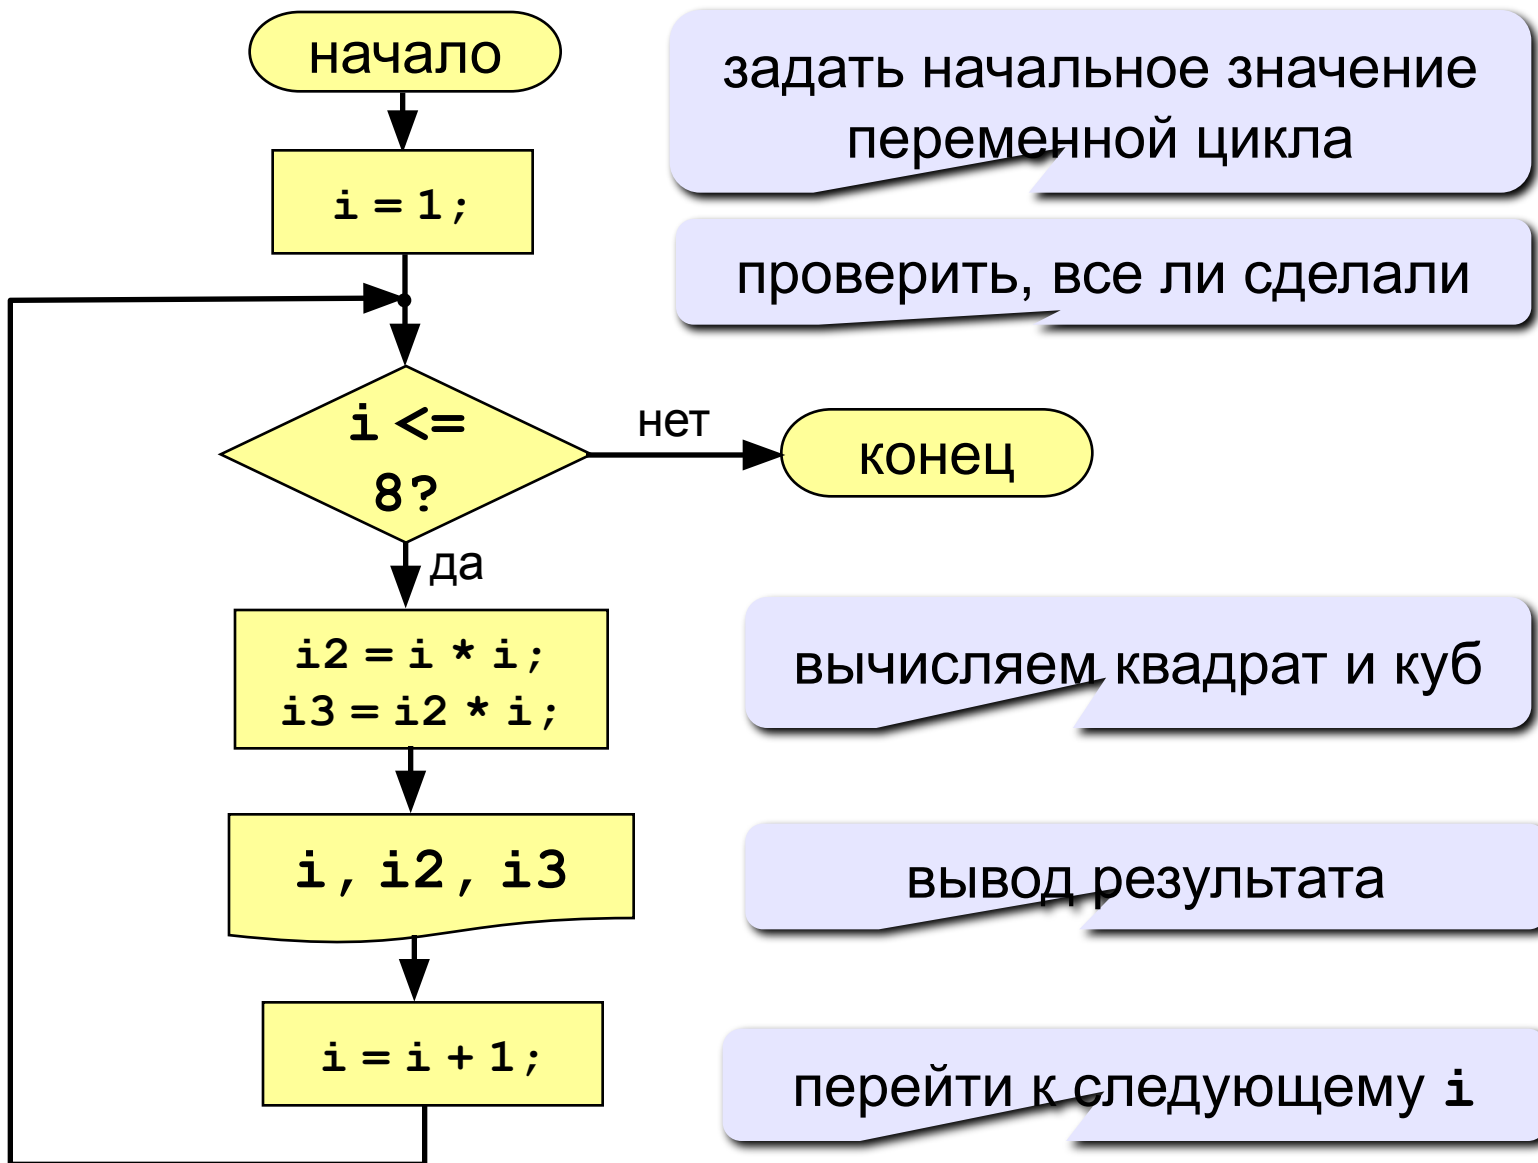 начало
задать начальное значение
переменной цикла
i = 1;
проверить, все ли сделали
i <=
8?
нет
конец
да
i2 = i * i;
i3 = i2 * i;
вычисляем квадрат и куб
i, i2, i3
вывод результата
i = i + 1;
перейти к следующему i